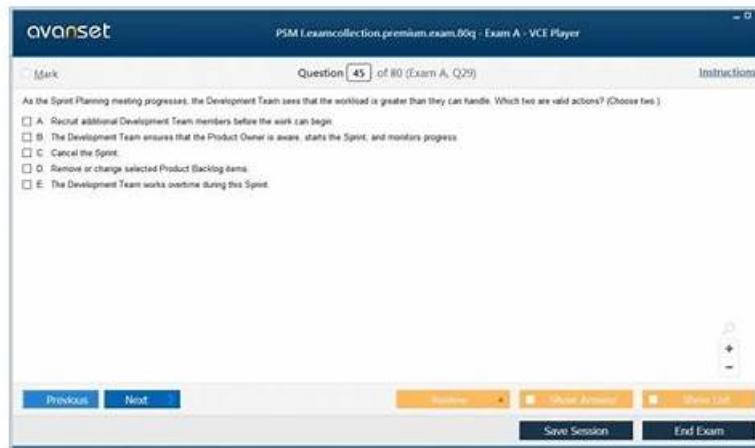 avanset
PSM I.examcollection.premium.exam.80q - Exam A - VCE Player
Mark
Question 45 of 80 (Exam A, Q29)
Instructions
As the Sprint Planning meeting progresses, the Development Team sees that the workload is greater than they can handle. Which two are valid actions? (Choose two.)
A. Recruit additional Development Team members before the work can begin.
B. The Development Team ensures that the Product Owner is aware, starts the Sprint, and monitors progress.
C. Cancel the Sprint.
D. Remove or change selected Product Backlog items.
E. The Development Team works overtime during this Sprint.
Previous
Next
Review
Show Answer
Show List
Save Session
End Exam